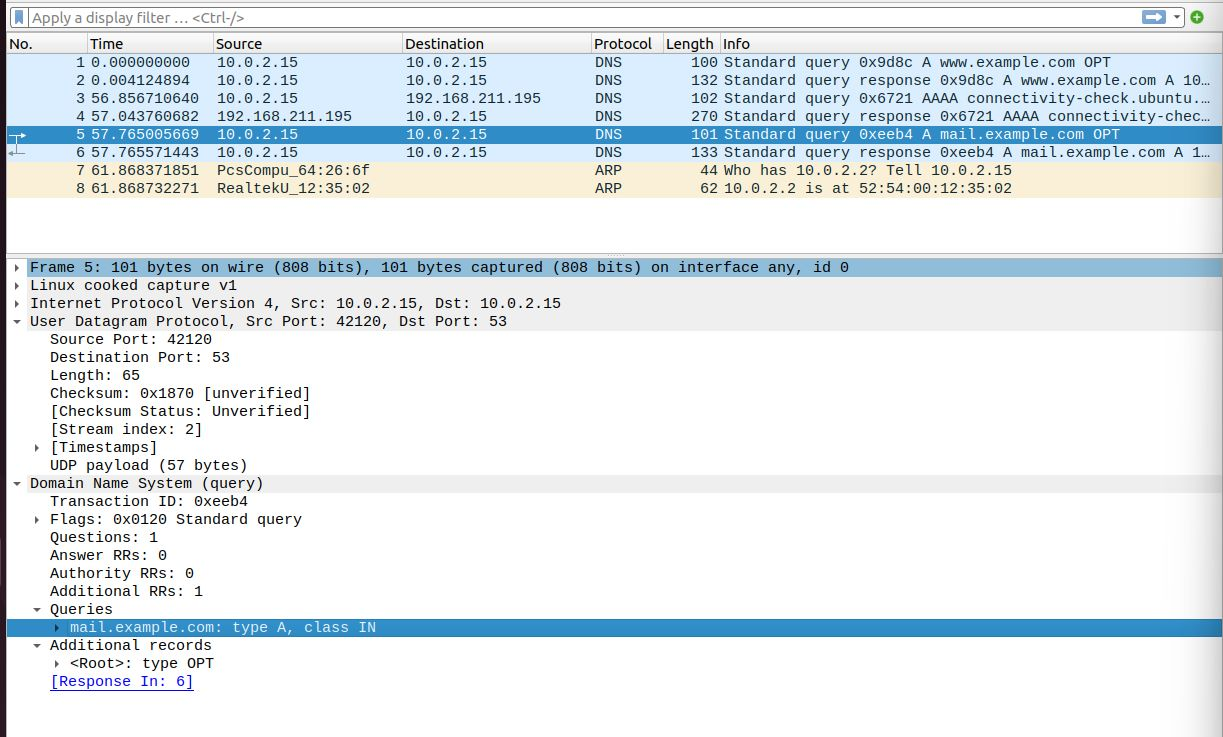 Apply a display filter … <Ctrl-/>
No. Time Source Destination Protocol Length Info
1 0.000000000 10.0.2.15 10.0.2.15 DNS 100 Standard query 0x9d8c A www.example.com OPT
2 0.004124894 10.0.2.15 10.0.2.15 DNS 132 Standard query response 0x9d8c A www.example.com A 10…
3 56.856710640 10.0.2.15 192.168.211.195 DNS 102 Standard query 0x6721 AAAA connectivity-check.ubuntu.…
4 57.043760682 192.168.211.195 10.0.2.15 DNS 270 Standard query response 0x6721 AAAA connectivity-chec…
5 57.765005669 10.0.2.15 10.0.2.15 DNS 101 Standard query 0xeeb4 A mail.example.com OPT
6 57.765571443 10.0.2.15 10.0.2.15 DNS 133 Standard query response 0xeeb4 A mail.example.com A 1…
7 61.868371851 PcsCompu_64:26:6f ARP 44 Who has 10.0.2.2? Tell 10.0.2.15
8 61.868732271 RealtekU_12:35:02 ARP 62 10.0.2.2 is at 52:54:00:12:35:02
Frame 5: 101 bytes on wire (808 bits), 101 bytes captured (808 bits) on interface any, id 0
Linux cooked capture v1
Internet Protocol Version 4, Src: 10.0.2.15, Dst: 10.0.2.15
User Datagram Protocol, Src Port: 42120, Dst Port: 53
Source Port: 42120
Destination Port: 53
Length: 65
Checksum: 0x1870 [unverified]
[Checksum Status: Unverified]
[Stream index: 2]
[Timestamps]
UDP payload (57 bytes)
Domain Name System (query)
Transaction ID: 0xeeb4
Flags: 0x0120 Standard query
Questions: 1
Answer RRs: 0
Authority RRs: 0
Additional RRs: 1
Queries
mail.example.com: type A, class IN
Additional records
<Root>: type OPT
[Response In: 6]